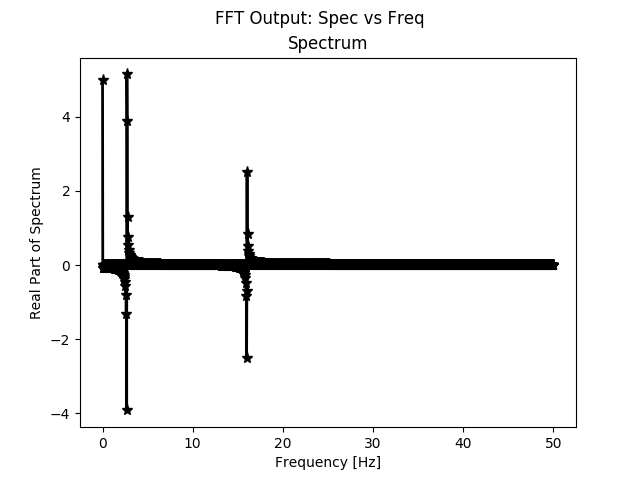 FFT Output: Spec vs Freq
Spectrum
Real Part of Spectrum
4
2
0
−2
−4
0 10 20 30 40 50
Frequency [Hz]